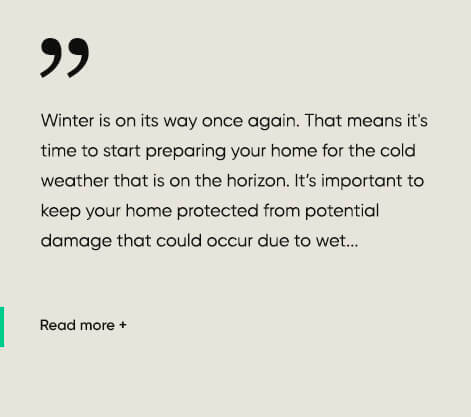 ”
Winter is on its way once again. That means it's
time to start preparing your home for the cold
weather that is on the horizon. It’s important to
keep your home protected from potential
damage that could occur due to wet...
Read more +